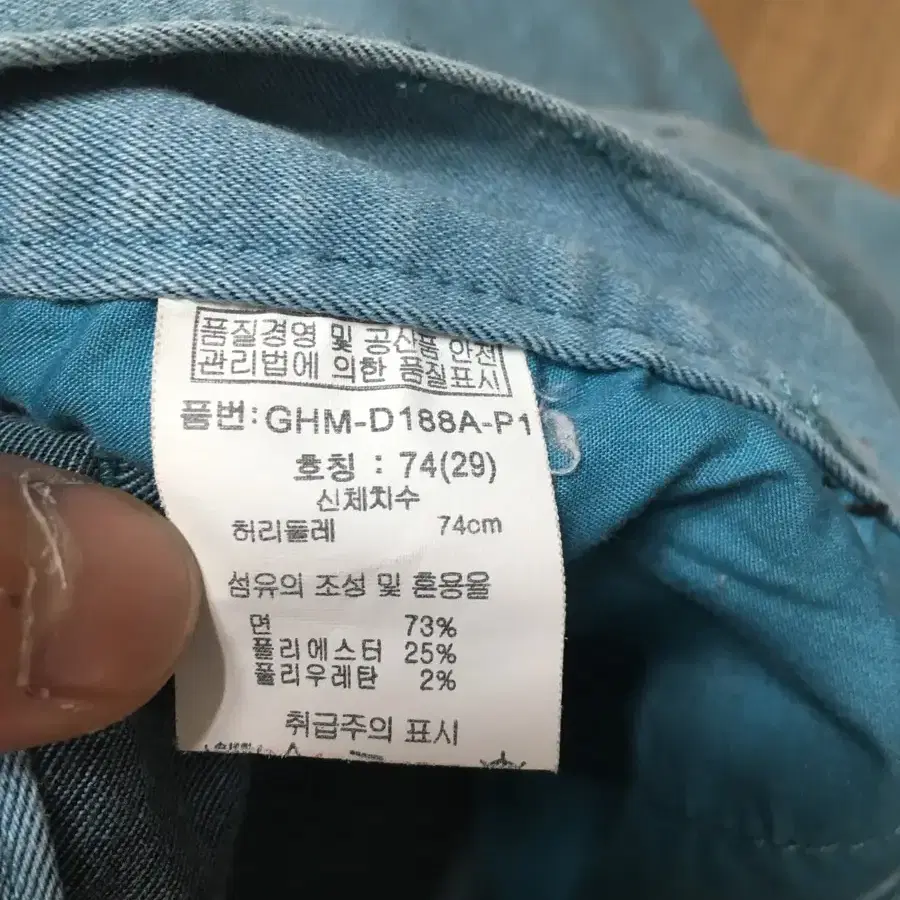 품질경영 및 공산품 안전
관리법에 의한 품질표시
품번: GHM-D188A-P1
호칭 : 74(29)
신체치수
허리둘레 74cm
섬유의 조성 및 혼용율
면 73%
폴리에스터 25%
폴리우레탄 2%
취급주의 표시